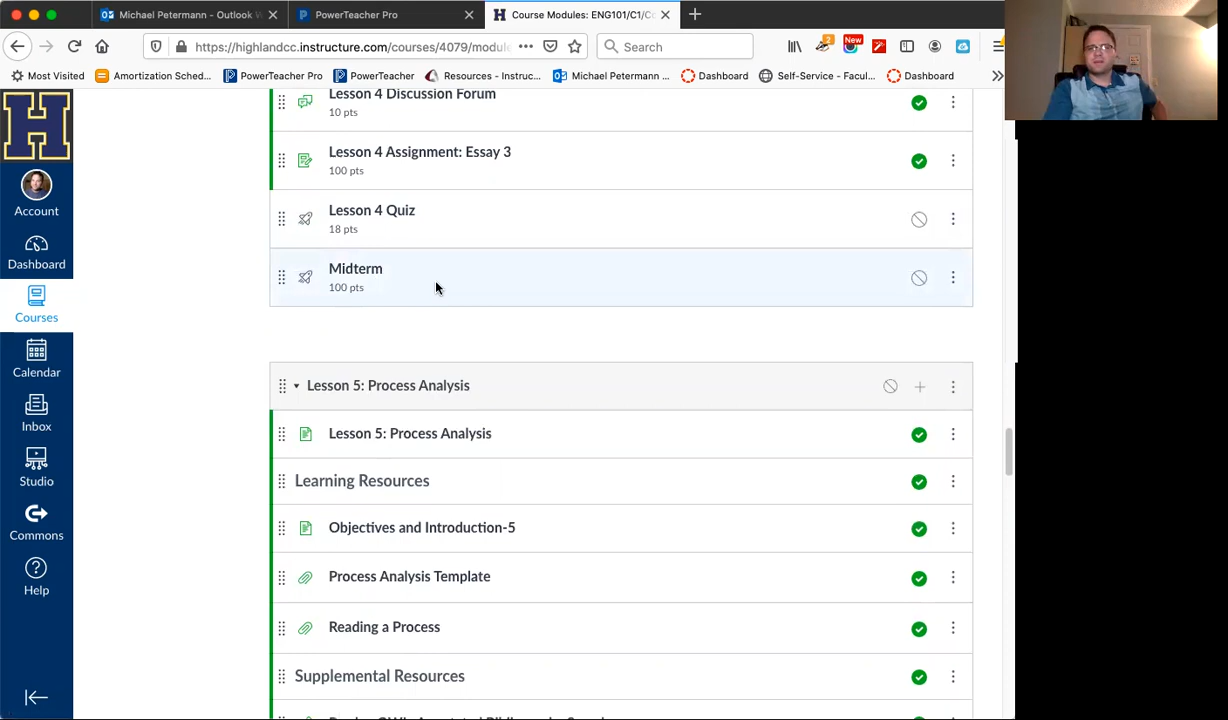 Michael Petermann - Outlook
PowerTeacher Pro
Course Modules: ENG101/C1/C
https://highlandcc.instructure.com/courses/4079/modul
Search
New
2
Most Visited
Amortization Sched...
PowerTeacher Pro
PowerTeacher
Resources - Instruc...
Michael Petermann ...
Dashboard
Self-Service - Facul...
Dashboard
H
Account
Dashboard
Courses
Calendar
Inbox
Studio
Commons
Help
Lesson 4 Discussion Forum
10 pts
Lesson 4 Assignment: Essay 3
100 pts
Lesson 4 Quiz
18 pts
Midterm
100 pts
Lesson 5: Process Analysis
Lesson 5: Process Analysis
Learning Resources
Objectives and Introduction-5
Process Analysis Template
Reading a Process
Supplemental Resources